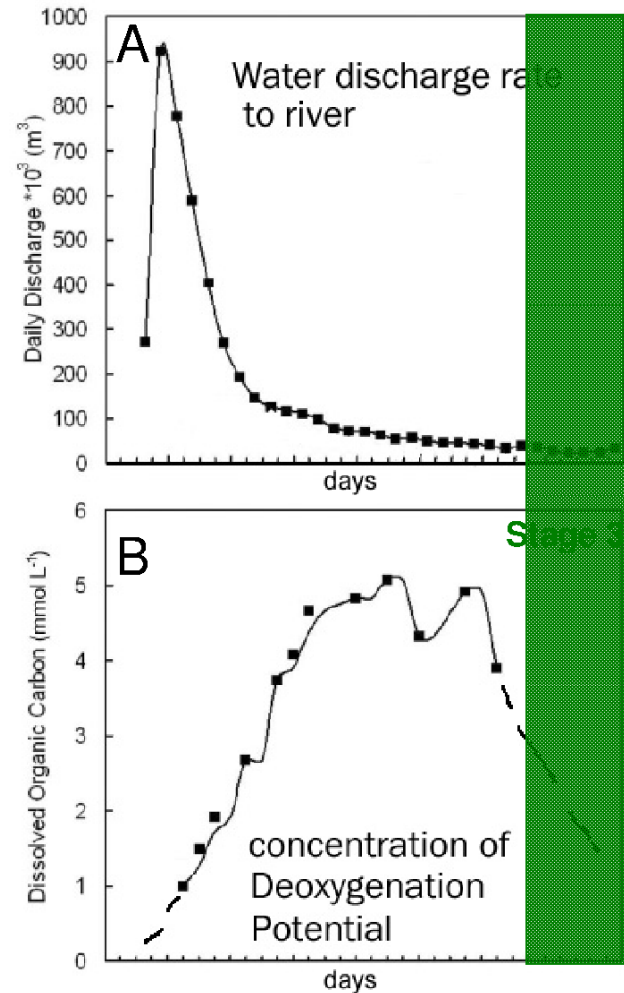 A
Water discharge rate
to river
Daily Discharge *10³ (m³)
1000
900
800
700
600
500
400
300
200
100
0
days
B
Stage 3
Dissolved Organic Carbon (mmol L⁻¹)
6
5
4
3
2
1
0
concentration of
Deoxygenation
Potential
days